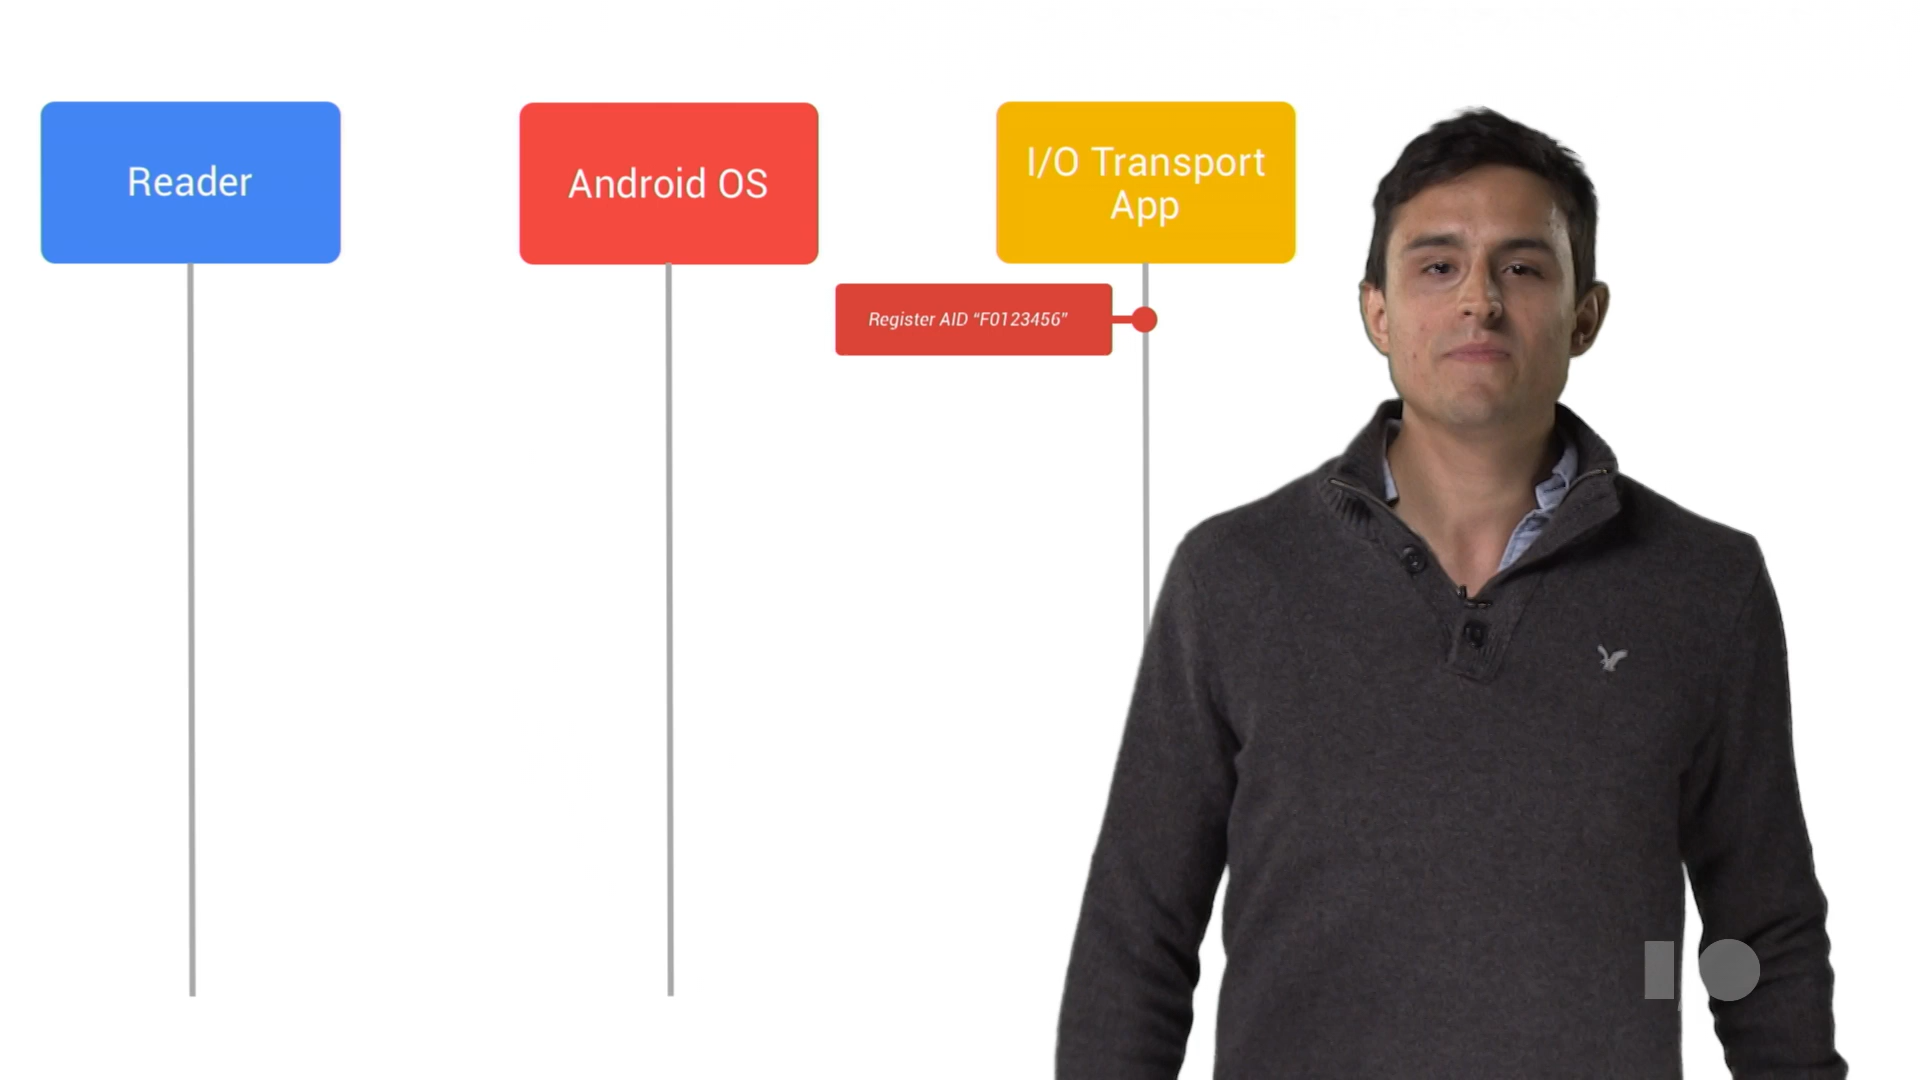 Reader
Android OS
I/O Transport
App
Register AID “F0123456”
I/O